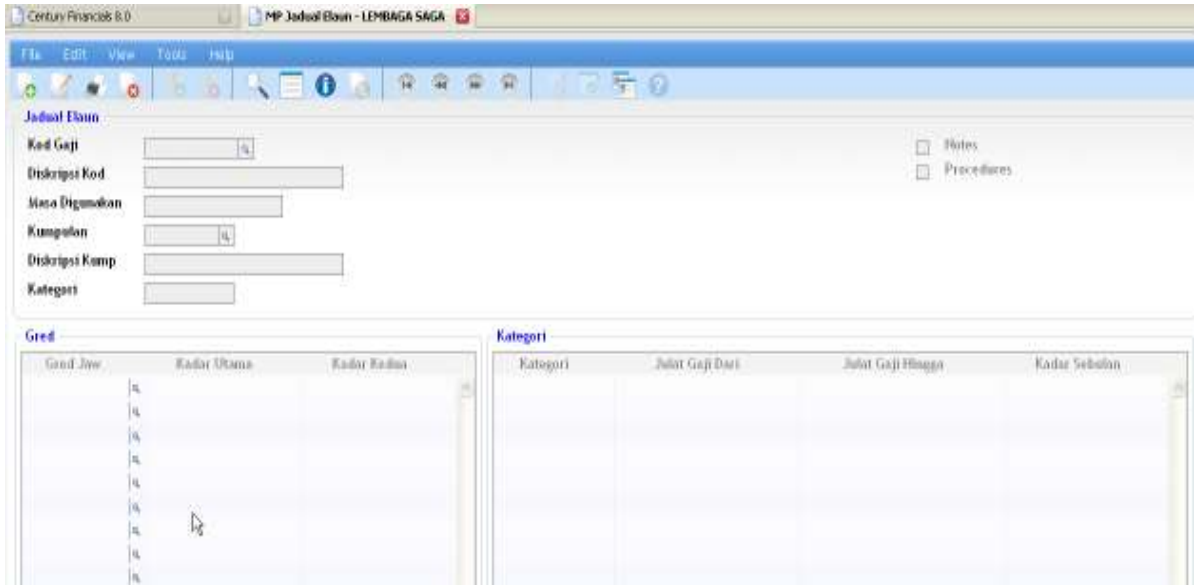 Century Financials 8.0 MP Jadual Elaun - LEMBAGA SAGA
File Edit View Tools Help
Jadual Elaun
Kod Gaji
Notes
Diskripsi Kod
Procedures
Masa Digunakan
Kumpulan
Diskripsi Kump
Kategori
Gred
Kategori
Gred Jaw Kadar Utama Kadar Kedua
Kategori Julat Gaji Dari Julat Gaji Hingga Kadar Sebulan